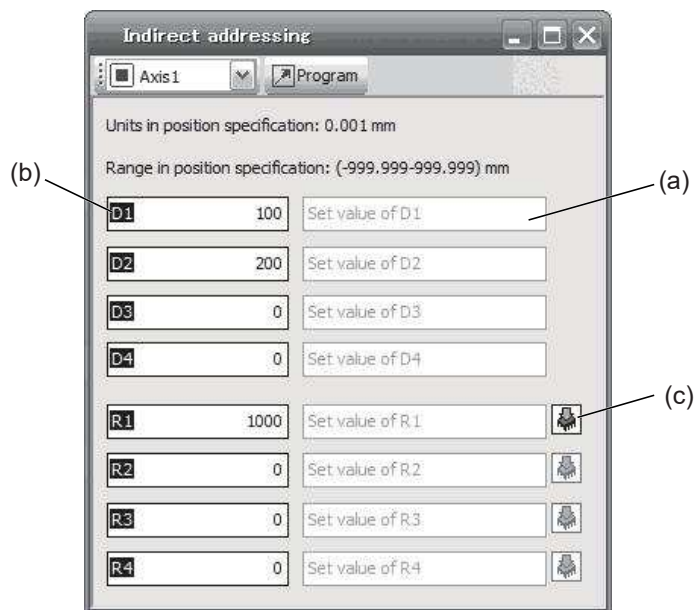 Indirect addressing
Axis1 Program
Units in position specification: 0.001 mm
Range in position specification: (-999.999-999.999) mm
(b)
(a)
D1 100 Set value of D1
D2 200 Set value of D2
D3 0 Set value of D3
D4 0 Set value of D4
(c)
R1 1000 Set value of R1
R2 0 Set value of R2
R3 0 Set value of R3
R4 0 Set value of R4